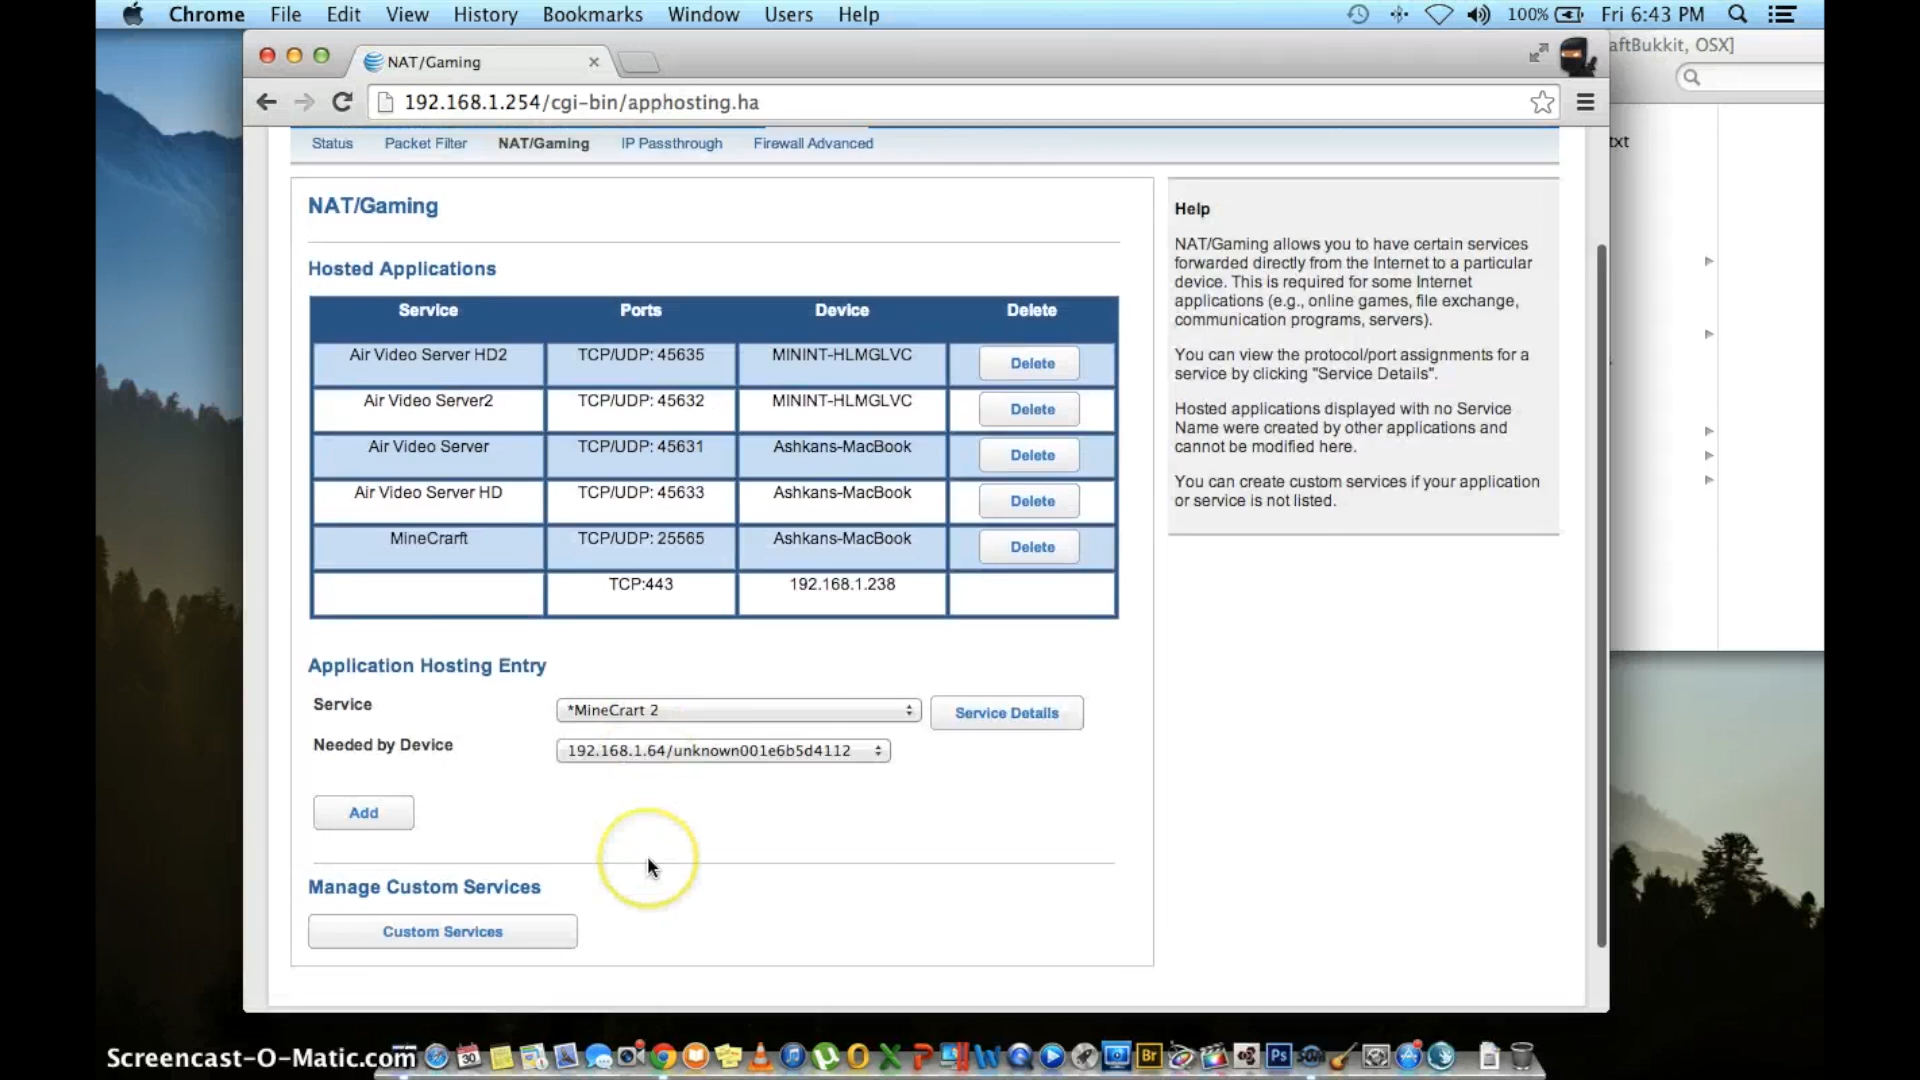 Chrome File Edit View History Bookmarks Window Users Help 100% Fri 6:43 PM
aftBukkit, OSX]
NAT/Gaming
192.168.1.254/cgi-bin/apphosting.ha
txt
Status Packet Filter NAT/Gaming IP Passthrough Firewall Advanced
NAT/Gaming
Hosted Applications
Service Ports Device Delete
Air Video Server HD2 TCP/UDP: 45635 MININT-HLMGLVC Delete
Air Video Server2 TCP/UDP: 45632 MININT-HLMGLVC Delete
Air Video Server TCP/UDP: 45631 Ashkans-MacBook Delete
Air Video Server HD TCP/UDP: 45633 Ashkans-MacBook Delete
MineCrarft TCP/UDP: 25565 Ashkans-MacBook Delete
TCP:443 192.168.1.238
Application Hosting Entry
Service *MineCrart 2 Service Details
Needed by Device 192.168.1.64/unknown001e6b5d4112
Add
Manage Custom Services
Custom Services
Help
NAT/Gaming allows you to have certain services
forwarded directly from the Internet to a particular
device. This is required for some Internet
applications (e.g., online games, file exchange,
communication programs, servers).
You can view the protocol/port assignments for a
service by clicking "Service Details".
Hosted applications displayed with no Service
Name were created by other applications and
cannot be modified here.
You can create custom services if your application
or service is not listed.
Screencast-O-Matic.com
30
Br
Ps